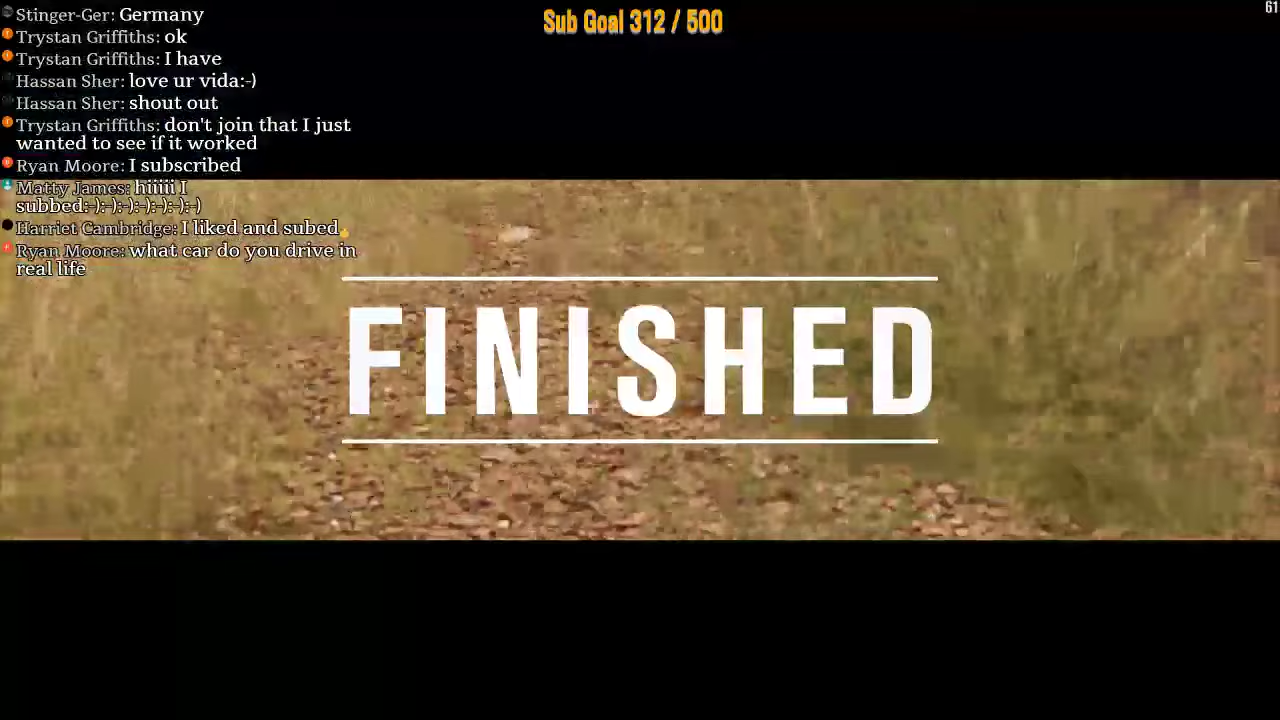 Stinger-Ger: Germany
Trystan Griffiths: ok
Trystan Griffiths: I have
Hassan Sher: love ur vida:-)
Hassan Sher: shout out
Trystan Griffiths: don't join that I just
wanted to see if it worked
Ryan Moore: I subscribed
Matty James: hiiiii I
subbed:-):-):-):-):-):-)
Harriet Cambridge: I liked and subed
Ryan Moore: what car do you drive in
real life
Sub Goal 312 / 500
61
FINISHED